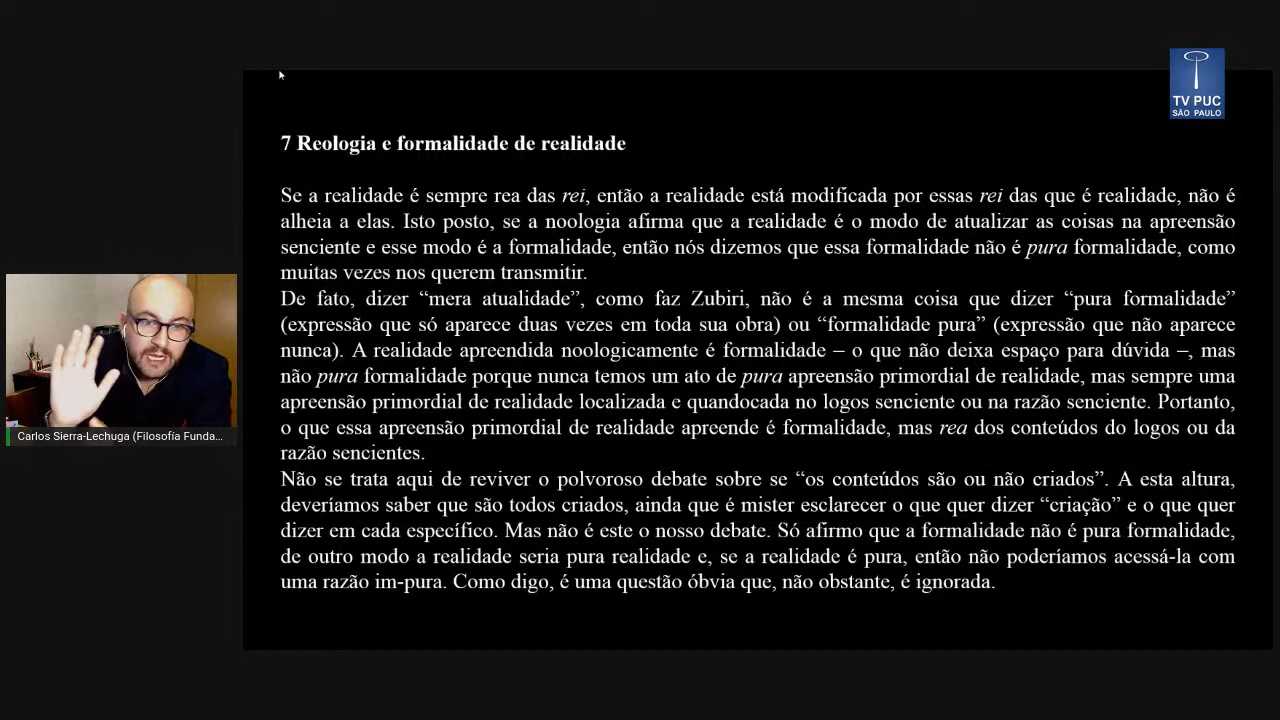 TV PUC
SÃO PAULO
7 Reologia e formalidade de realidade
Se a realidade é sempre rea das rei, então a realidade está modificada por essas rei das que é realidade, não é
alheia a elas. Isto posto, se a noologia afirma que a realidade é o modo de atualizar as coisas na apreensão
senciente e esse modo é a formalidade, então nós dizemos que essa formalidade não é pura formalidade, como
muitas vezes nos querem transmitir.
De fato, dizer “mera atualidade”, como faz Zubiri, não é a mesma coisa que dizer “pura formalidade”
(expressão que só aparece duas vezes em toda sua obra) ou “formalidade pura” (expressão que não aparece
nunca). A realidade apreendida noologicamente é formalidade – o que não deixa espaço para dúvida –, mas
não pura formalidade porque nunca temos um ato de pura apreensão primordial de realidade, mas sempre uma
apreensão primordial de realidade localizada e quandocada no logos senciente ou na razão senciente. Portanto,
o que essa apreensão primordial de realidade apreende é formalidade, mas rea dos conteúdos do logos ou da
razão sencientes.
Não se trata aqui de reviver o polvoroso debate sobre se “os conteúdos são ou não criados”. A esta altura,
deveríamos saber que são todos criados, ainda que é mister esclarecer o que quer dizer “criação” e o que quer
dizer em cada específico. Mas não é este o nosso debate. Só afirmo que a formalidade não é pura formalidade,
de outro modo a realidade seria pura realidade e, se a realidade é pura, então não poderíamos acessá-la com
uma razão im-pura. Como digo, é uma questão óbvia que, não obstante, é ignorada.
Carlos Sierra-Lechuga (Filosofía Funda...